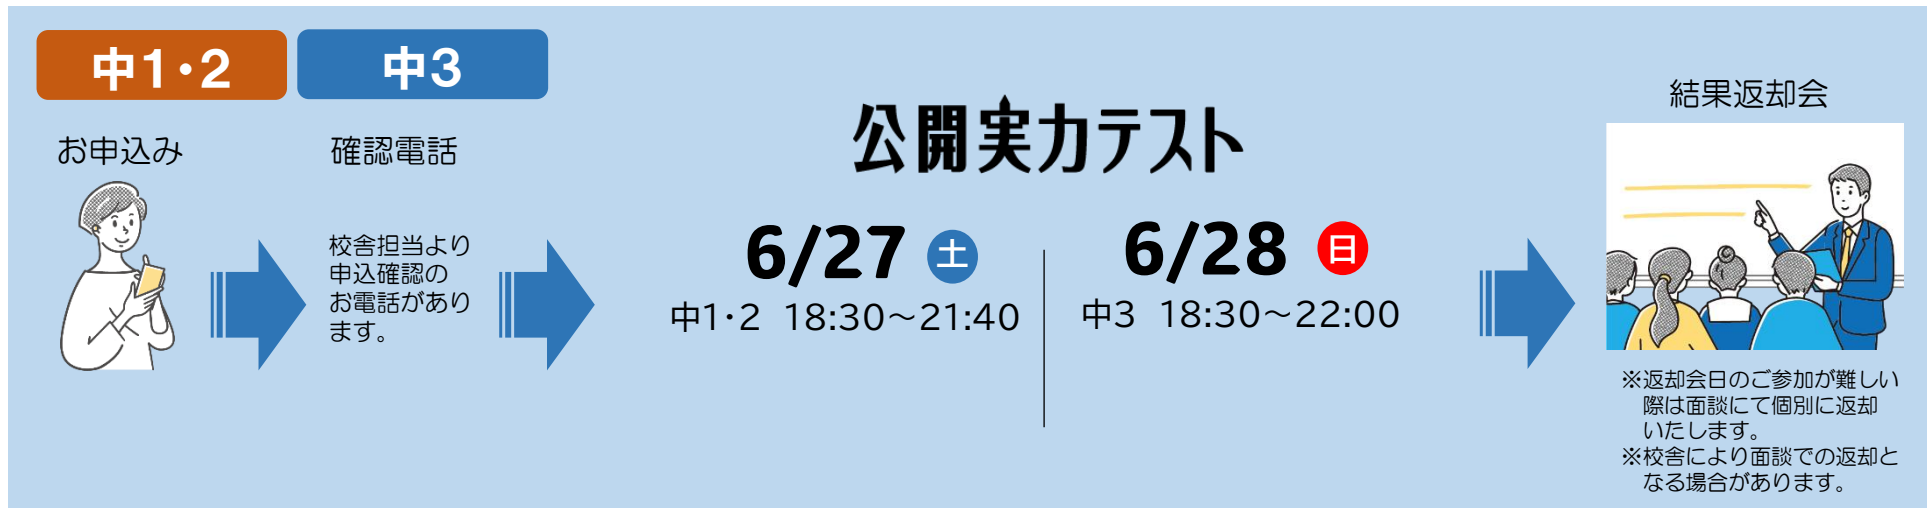 中1・2
中3
お申込み
確認電話
校舎担当より
申込確認の
お電話があり
ます。
公開実力テスト
6/27 土
中1・2 18:30～21:40
6/28 日
中3 18:30～22:00
結果返却会
※返却会日のご参加が難しい
際は面談にて個別に返却
いたします。
※校舎により面談での返却と
なる場合があります。